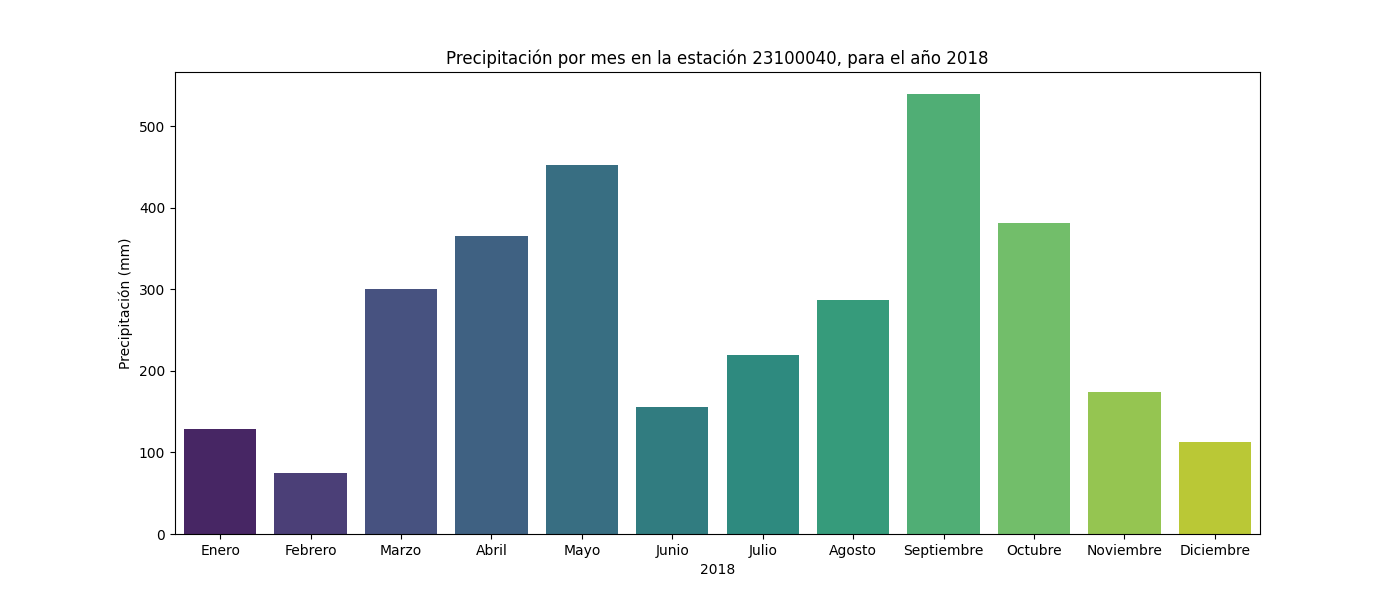 Precipitación por mes en la estación 23100040, para el año 2018
Precipitación (mm)
500
400
300
200
100
0
Enero Febrero Marzo Abril Mayo Junio Julio Agosto Septiembre Octubre Noviembre Diciembre
2018